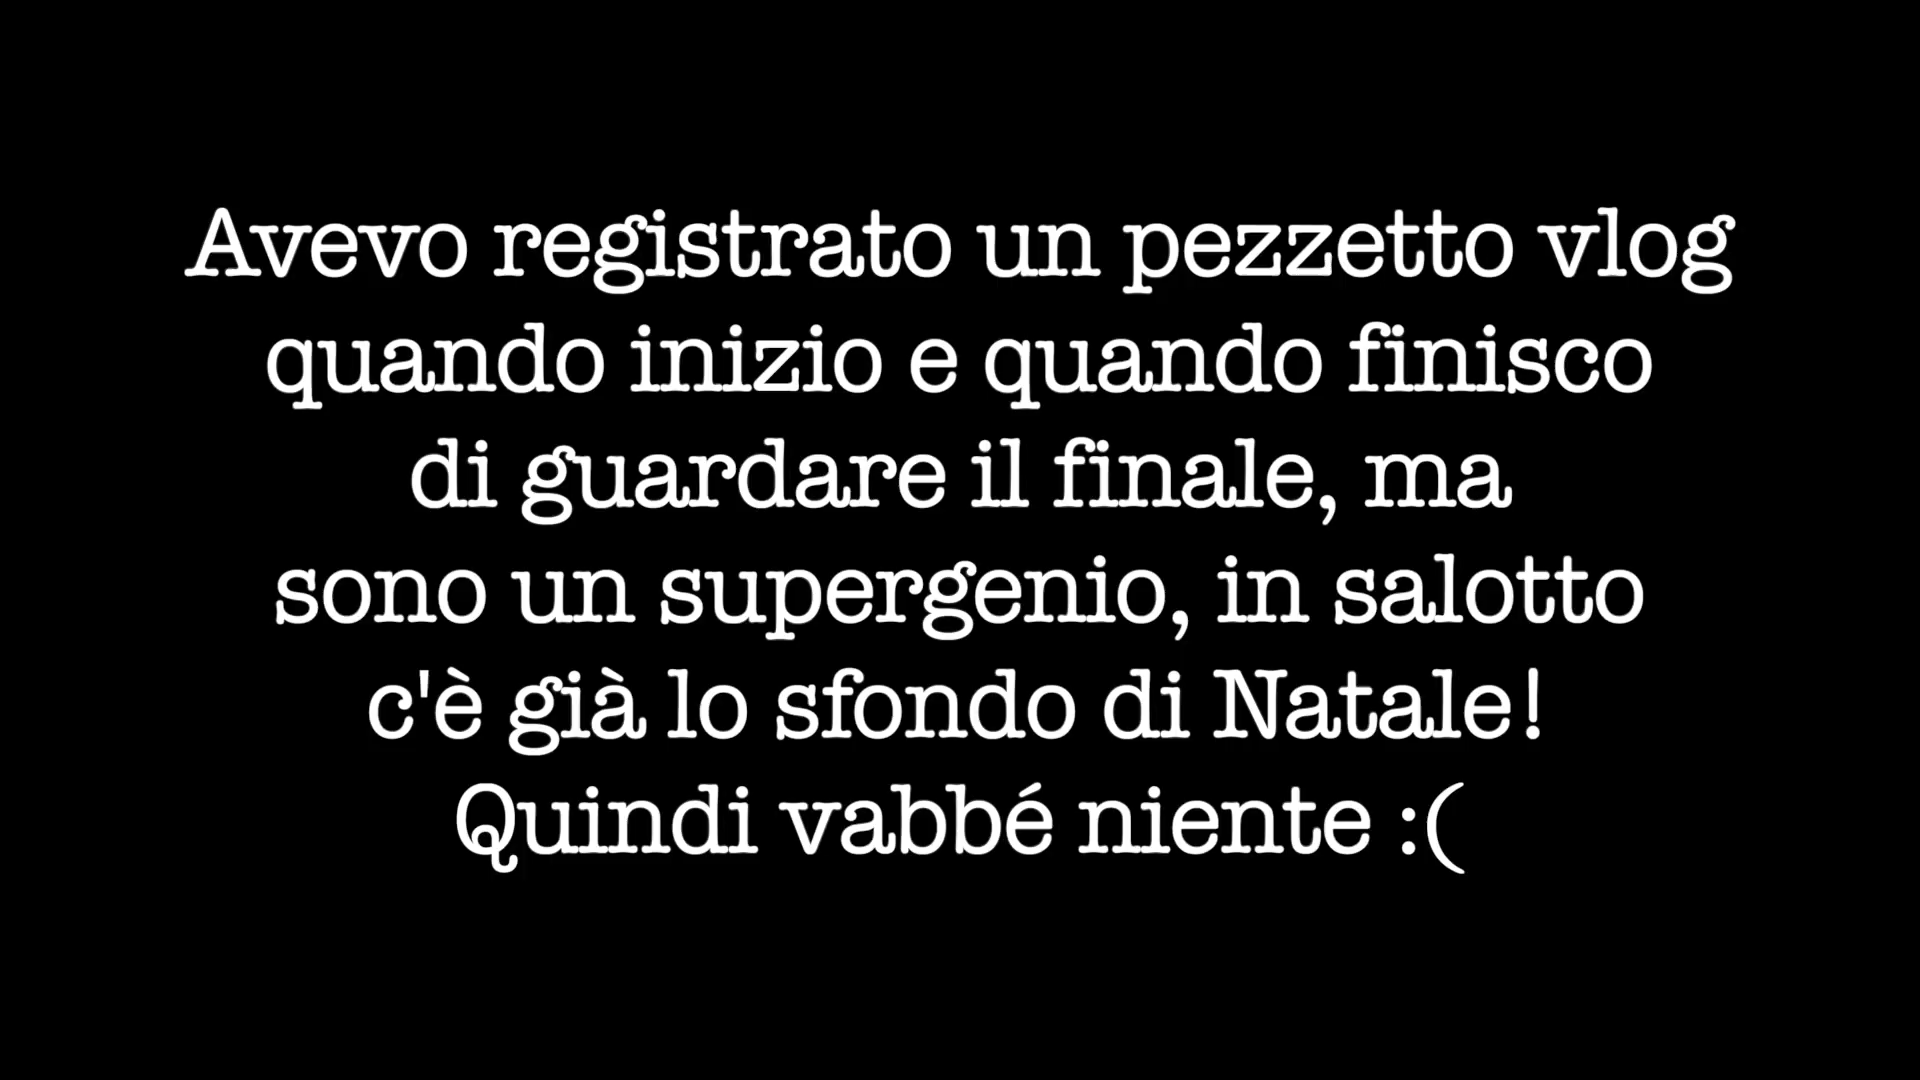 Avevo registrato un pezzetto vlog
quando inizio e quando finisco
di guardare il finale, ma
sono un supergenio, in salotto
c'è già lo sfondo di Natale!
Quindi vabbé niente :(